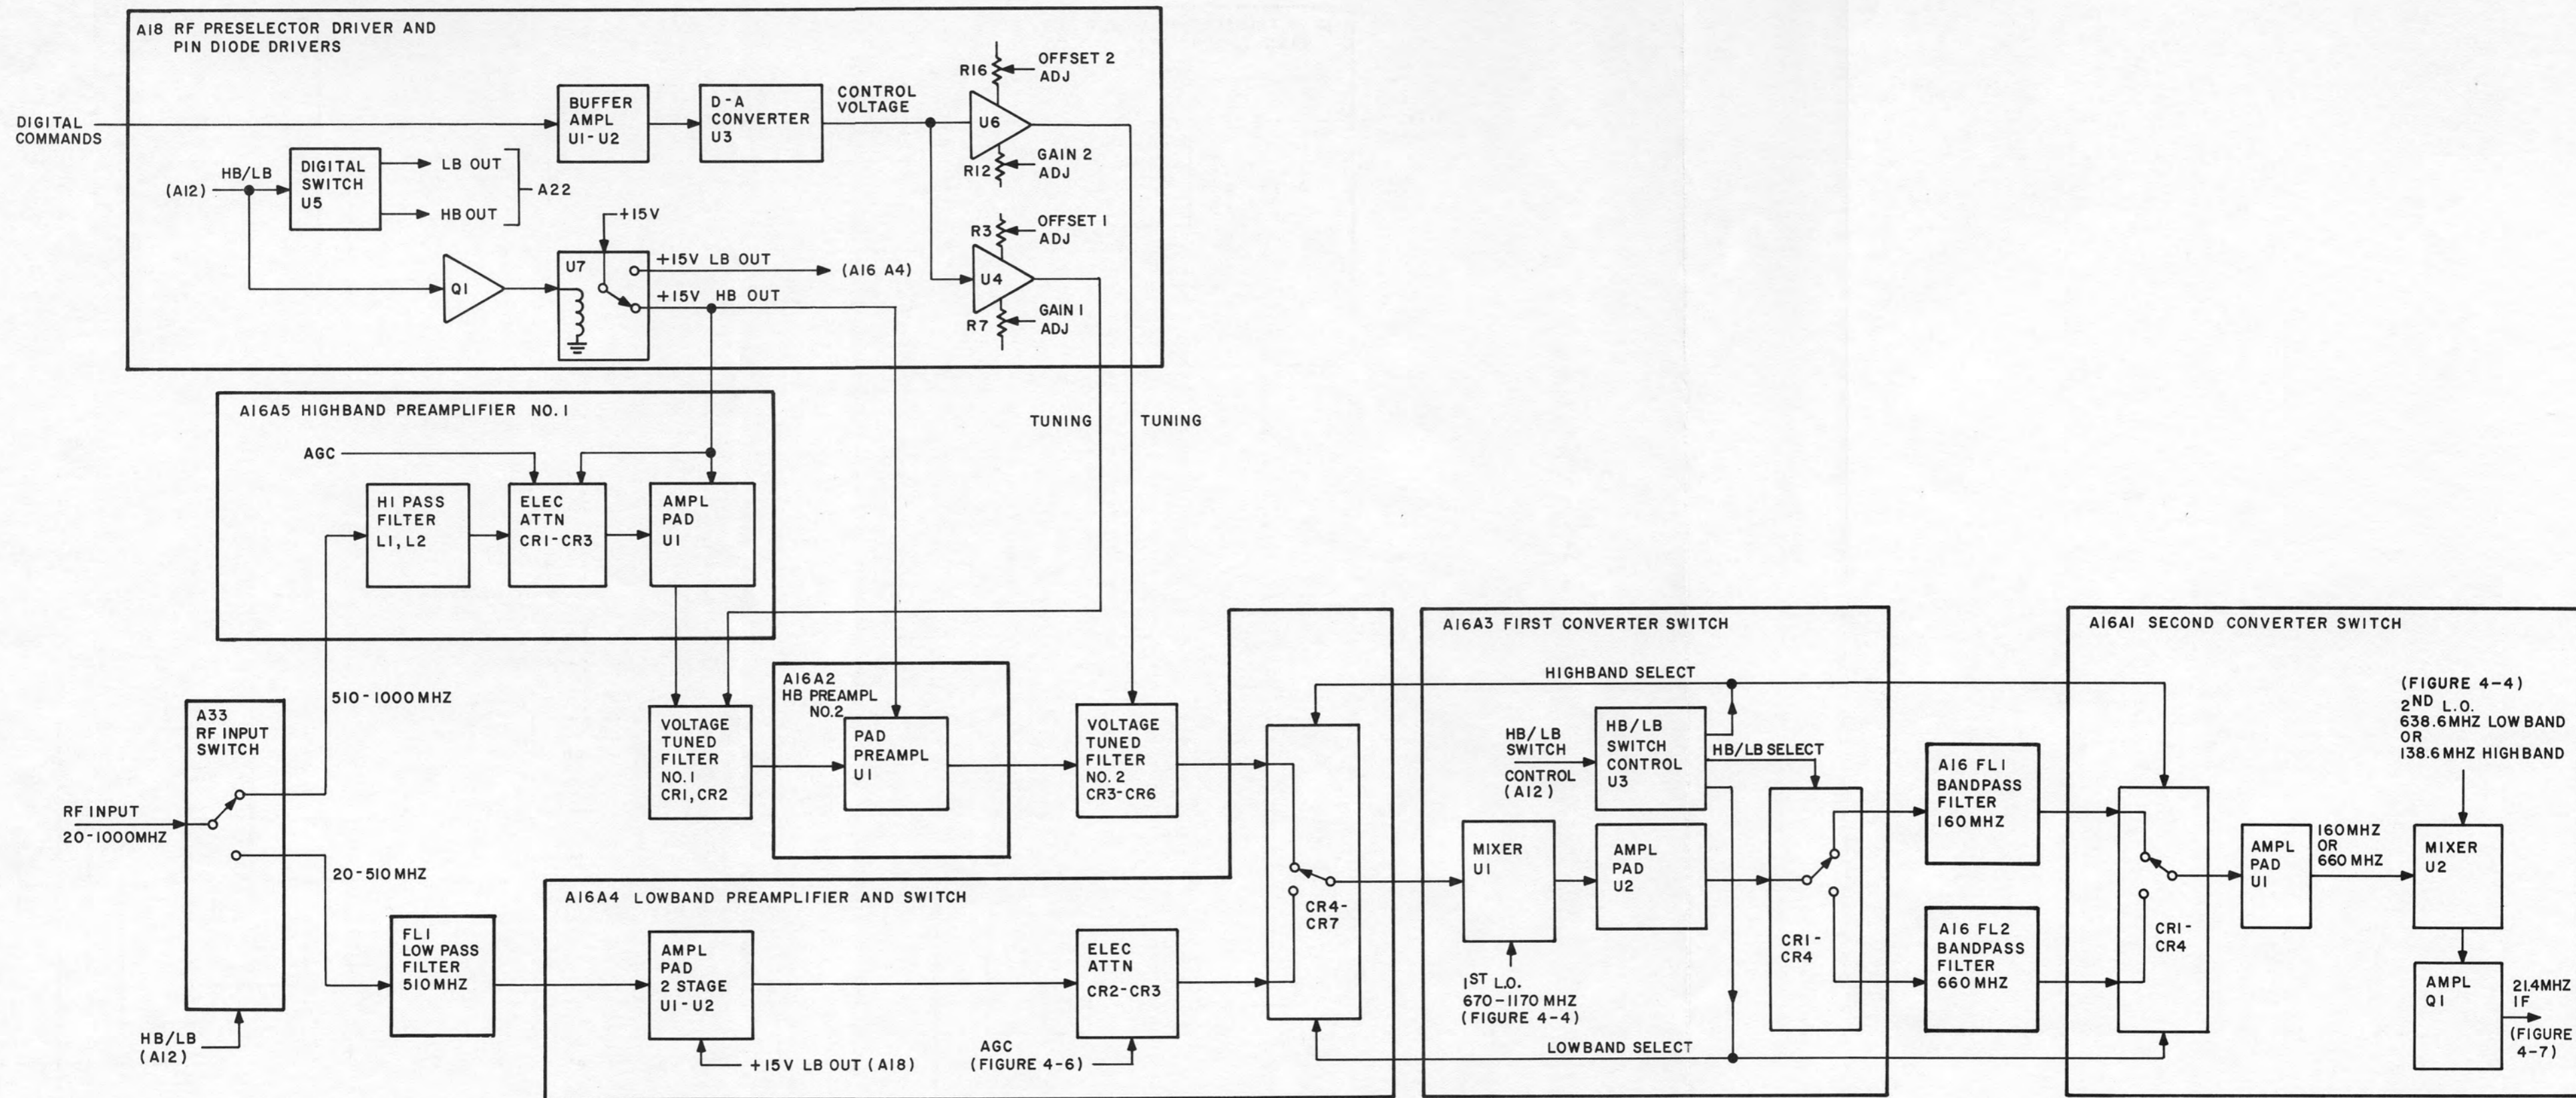 A18 RF PRESELECTOR DRIVER AND
PIN DIODE DRIVERS
DIGITAL
COMMANDS
BUFFER
AMPL
U1-U2
D-A
CONVERTER
U3
CONTROL
VOLTAGE
R16
OFFSET 2
ADJ
U6
R12
GAIN 2
ADJ
(A12)
HB/LB
DIGITAL
SWITCH
U5
LB OUT
HB OUT
A22
Q1
U7
+15V
+15V LB OUT
(A16 A4)
+15V HB OUT
R3
OFFSET 1
ADJ
U4
R7
GAIN 1
ADJ
TUNING
TUNING
A16A5 HIGHBAND PREAMPLIFIER NO. 1
AGC
HI PASS
FILTER
L1, L2
ELEC
ATTN
CR1-CR3
AMPL
PAD
U1
510-1000 MHZ
A33
RF INPUT
SWITCH
RF INPUT
20-1000MHZ
20-510 MHZ
HB/LB
(A12)
FL1
LOW PASS
FILTER
510MHZ
VOLTAGE
TUNED
FILTER
NO. 1
CR1, CR2
A16A2
HB PREAMPL
NO.2
PAD
PREAMPL
U1
VOLTAGE
TUNED
FILTER
NO. 2
CR3-CR6
A16A4 LOWBAND PREAMPLIFIER AND SWITCH
AMPL
PAD
2 STAGE
U1-U2
+15V LB OUT (A18)
ELEC
ATTN
CR2-CR3
AGC
(FIGURE 4-6)
CR4-
CR7
A16A3 FIRST CONVERTER SWITCH
HIGHBAND SELECT
HB/LB
SWITCH
CONTROL
(A12)
HB/LB
SWITCH
CONTROL
U3
HB/LB SELECT
MIXER
U1
AMPL
PAD
U2
1ST L.O.
670-1170 MHZ
(FIGURE 4-4)
CR1-
CR4
LOWBAND SELECT
A16 FL1
BANDPASS
FILTER
160 MHZ
A16 FL2
BANDPASS
FILTER
660 MHZ
A16A1 SECOND CONVERTER SWITCH
CR1-
CR4
AMPL
PAD
U1
160MHZ
OR
660 MHZ
(FIGURE 4-4)
2ND L.O.
638.6MHZ LOW BAND
OR
138.6 MHZ HIGHBAND
MIXER
U2
AMPL
Q1
21.4MHZ
IF
(FIGURE
4-7)